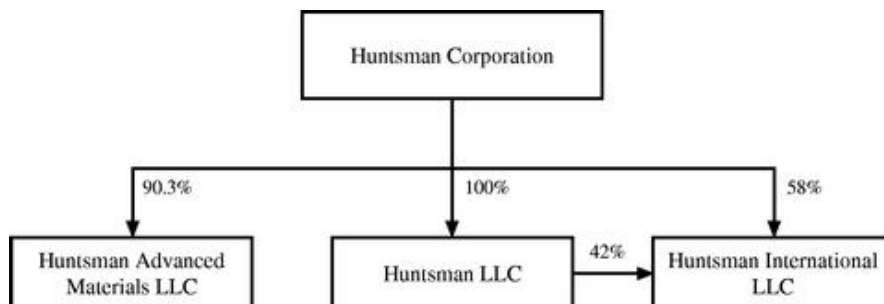 Huntsman Corporation
90.3%
100%
58%
Huntsman Advanced
Materials LLC
Huntsman LLC
42%
Huntsman International
LLC